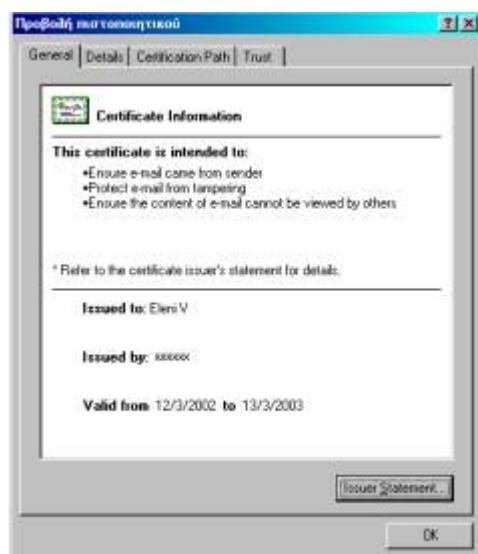 Προβολή πιστοποιητικού
General Details Certification Path Trust
Certificate Information
This certificate is intended to:
•Ensure e-mail came from sender
•Protect e-mail from tampering
•Ensure the content of e-mail cannot be viewed by others
* Refer to the certificate issuer's statement for details.
Issued to: Eleni V
Issued by: xxxxxx
Valid from 12/3/2002 to 13/3/2003
Issuer Statement...
OK